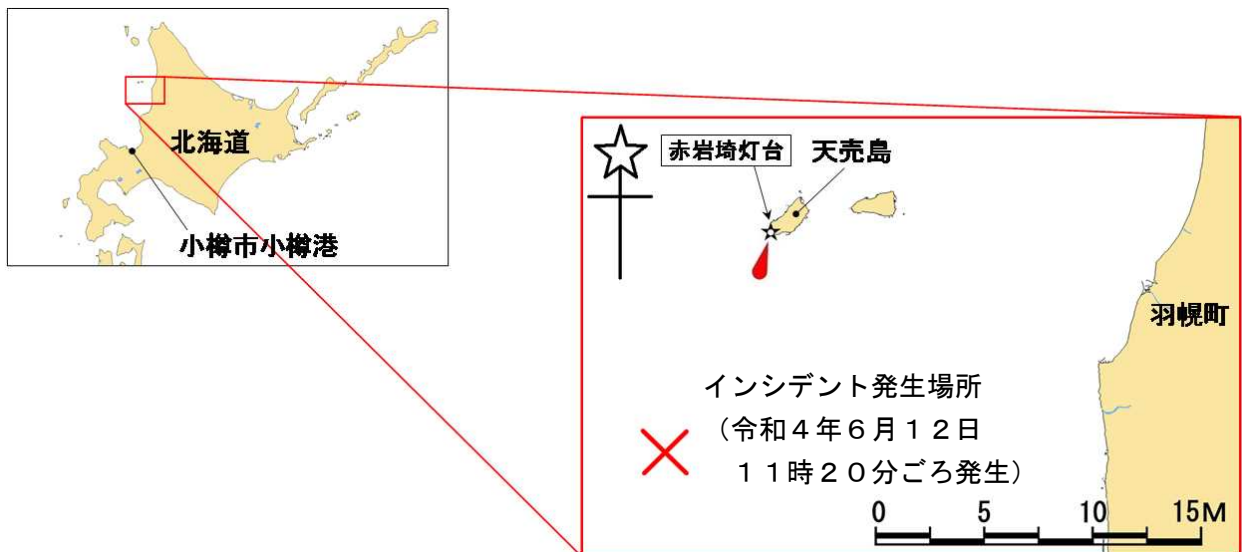 北海道
小樽市小樽港
赤岩埼灯台
天売島
羽幌町
インシデント発生場所
（令和４年６月１２日
１１時２０分ごろ発生）
0 5 10 15M